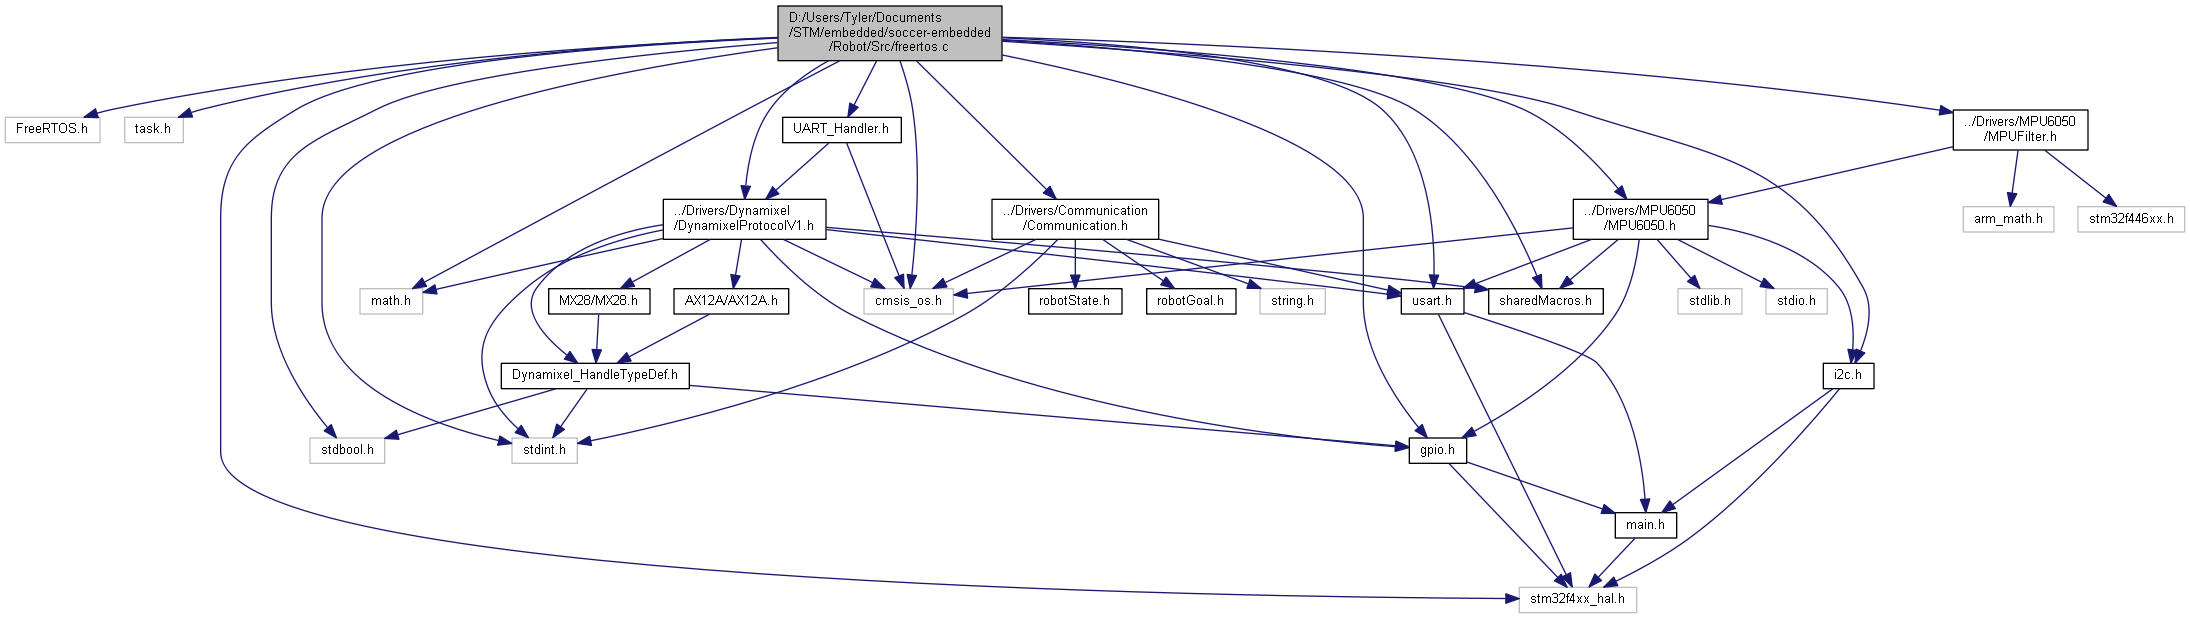 D:/Users/Tyler/Documents
/STM/embedded/soccer-embedded
/Robot/Src/freertos.c
FreeRTOS.h
task.h
UART_Handler.h
../Drivers/MPU6050
/MPUFilter.h
../Drivers/Dynamixel
/DynamixelProtocolV1.h
../Drivers/Communication
/Communication.h
../Drivers/MPU6050
/MPU6050.h
arm_math.h
stm32f446xx.h
math.h
MX28/MX28.h
AX12A/AX12A.h
cmsis_os.h
robotState.h
robotGoal.h
string.h
usart.h
sharedMacros.h
stdlib.h
stdio.h
Dynamixel_HandleTypeDef.h
i2c.h
stdbool.h
stdint.h
gpio.h
main.h
stm32f4xx_hal.h